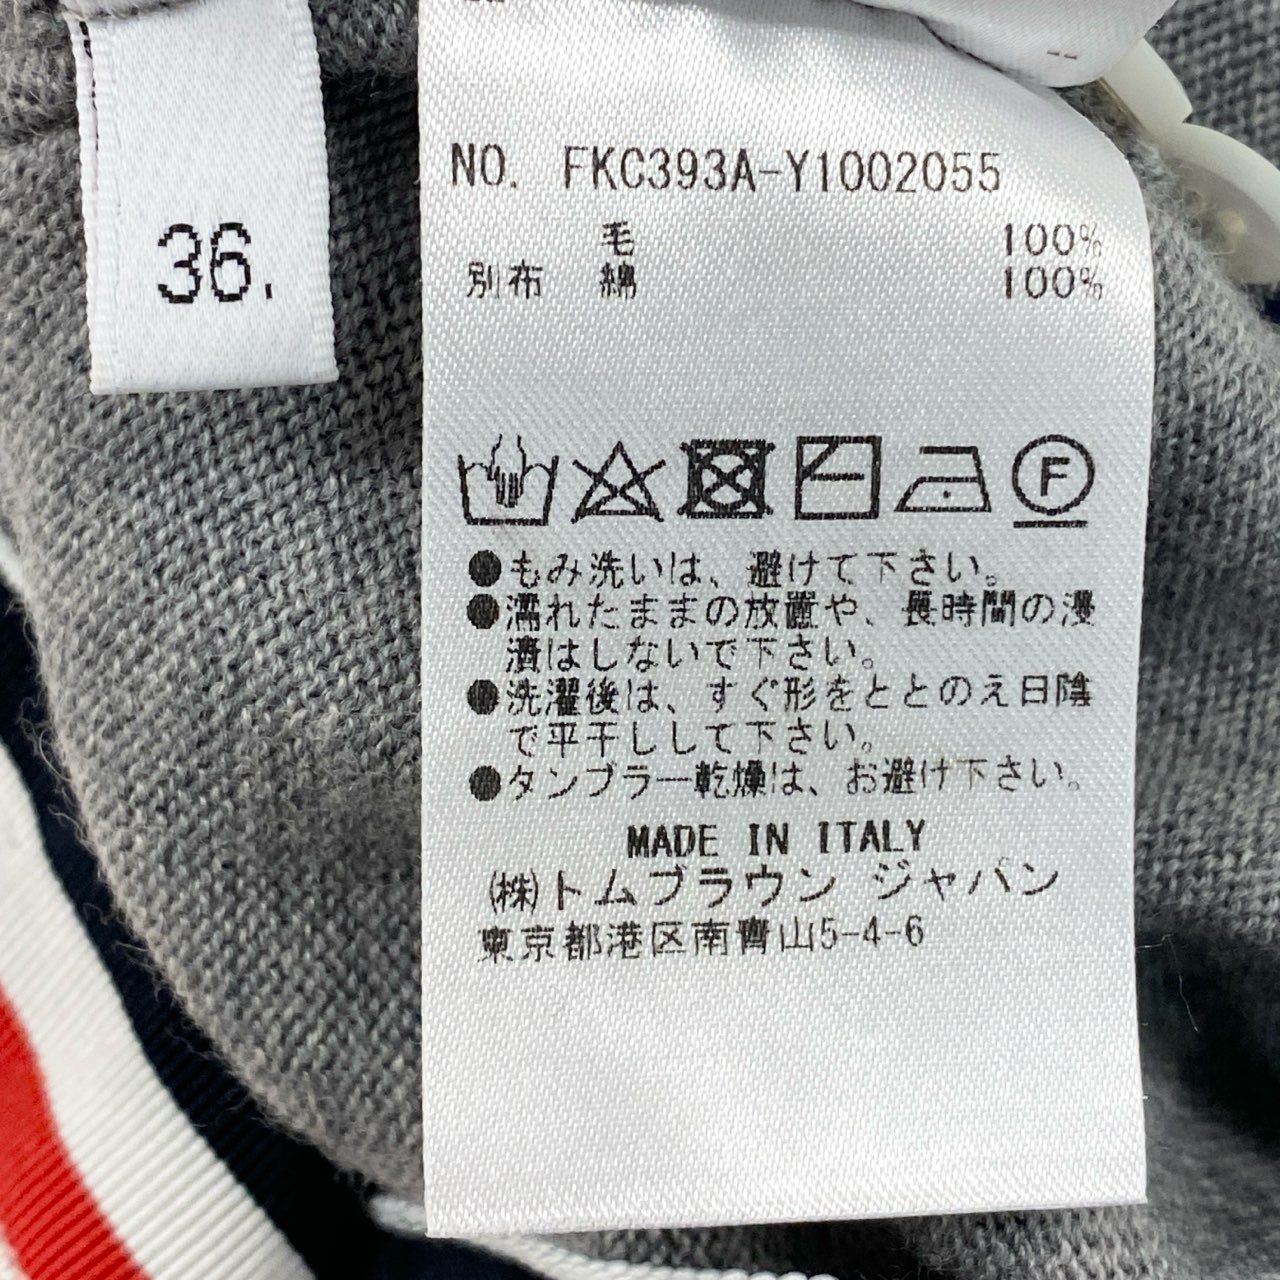 36.
NO. FKC393A-Y1002055
毛 100%
別布 綿 100%
F
●もみ洗いは、避けて下さい。
●濡れたままの放置や、長時間の浸
漬はしないで下さい。
●洗濯後は、すぐ形をととのえ日陰
で平干しして下さい。
●タンブラー乾燥は、お避け下さい。
MADE IN ITALY
(株)トムブラウン ジャパン
東京都港区南青山5-4-6